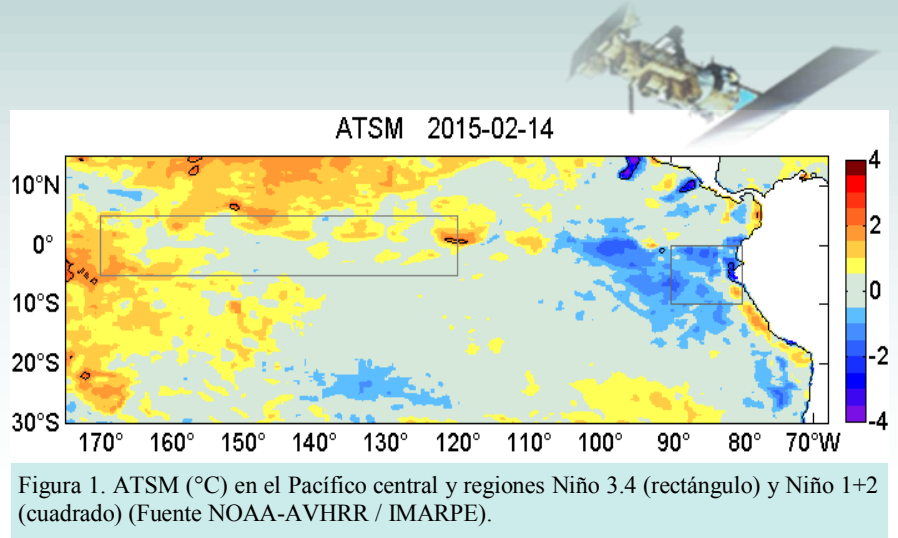 ATSM 2015-02-14
10°N
0°
10°S
20°S
30°S
170° 160° 150° 140° 130° 120° 110° 100° 90° 80° 70°W
4
2
0
-2
-4
Figura 1. ATSM (°C) en el Pacífico central y regiones Niño 3.4 (rectángulo) y Niño 1+2
(cuadrado) (Fuente NOAA-AVHRR / IMARPE).